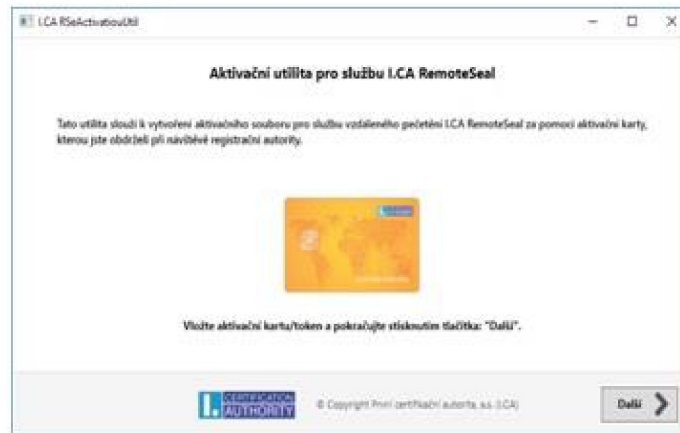 I.CA RSeActivationUtil
Aktivační utilita pro službu I.CA RemoteSeal
Tato utilita slouží k vytvoření aktivačního souboru pro službu vzdáleného pečetění I.CA RemoteSeal za pomoci aktivační karty,
kterou jste obdrželi při návštěvě registrační autority.
Vložte aktivační kartu/token a pokračujte stisknutím tlačítka: "Další".
I. CERTIFICATION
AUTHORITY
© Copyright První certifikační autorita, a.s. (I.CA)
Další